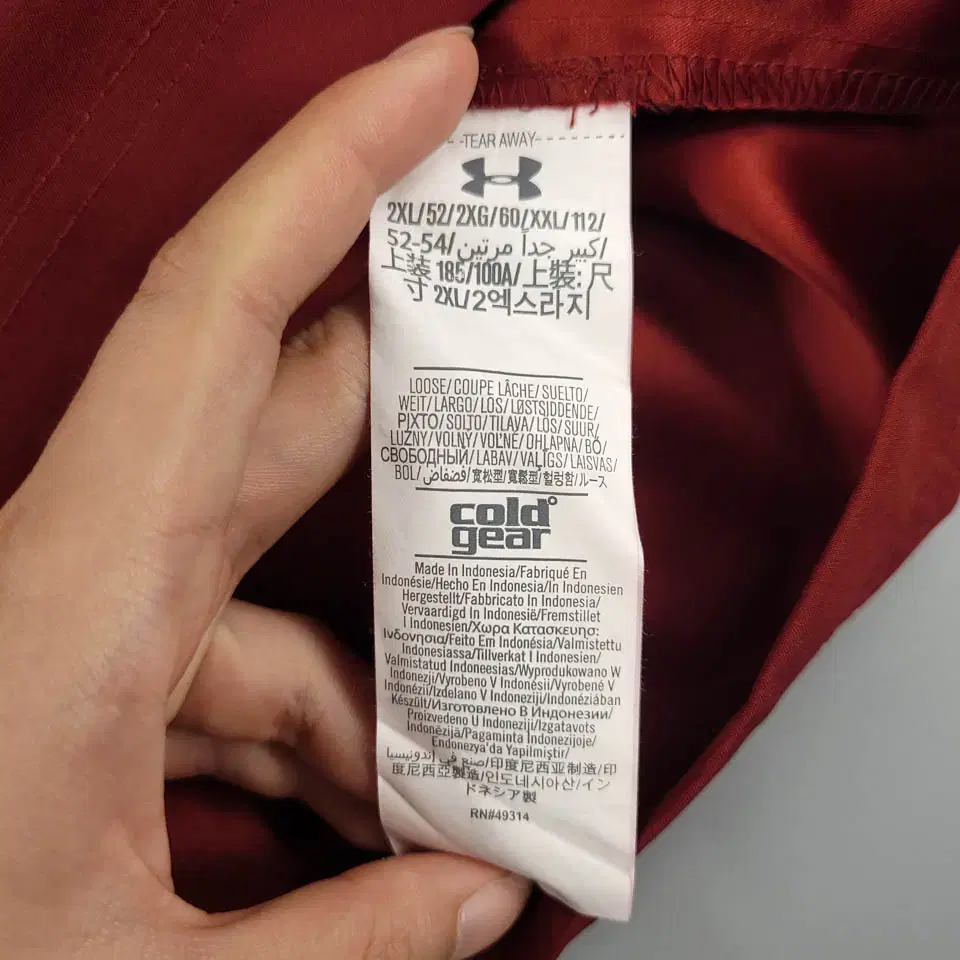 -TEAR AWAY-
2XL/52/2XG/60/XXL/112/
52-54/كبير جداً مرتين/
上装 185/100A/上裝:尺
寸 2XL/2엑스라지
LOOSE/COUPE LÂCHE/SUELTO/
WEIT/LARGO/LOS/LØSTSIDDENDE/
ΡΙΧΤΟ/SOLTO/TILAVA/LÖS/SUUR/
LUŹNY/VOLNÝ/VOĽNÉ/OHLAPNA/BŐ/
СВОБОДНЫЙ/LABAV/VAĻĪGS/LAISVAS/
BOL/فضفاض/宽松型/寬鬆型/헐렁함/ルース
cold
gear
Made In Indonesia/Fabriqué En
Indonésie/Hecho En Indonesia/In Indonesien
Hergestellt/Fabbricato In Indonesia/
Vervaardigd In Indonesië/Fremstillet
I Indonesien/Χωρα Κατασκευησ:
Ινδονησια/Feito Em Indonésia/Valmistettu
Indonesiassa/Tillverkat I Indonesien/
Valmistatud Indoneesias/Wyprodukowano W
Indonezji/Vyrobeno V Indonésii/Vyrobené V
Indonézii/Izdelano V Indoneziji/Indonéziában
Készült/Изготовлено В Индонезии/
Proizvedeno U Indoneziji/Izgatavots
Indonēzijā/Pagaminta Indonezijoje/
Endonezya'da Yapilmiştir/
صنع في إندونيسيا/印度尼西亚制造/印
度尼西亞製造/인도네시아산/イン
ドネシア製
RN#49314